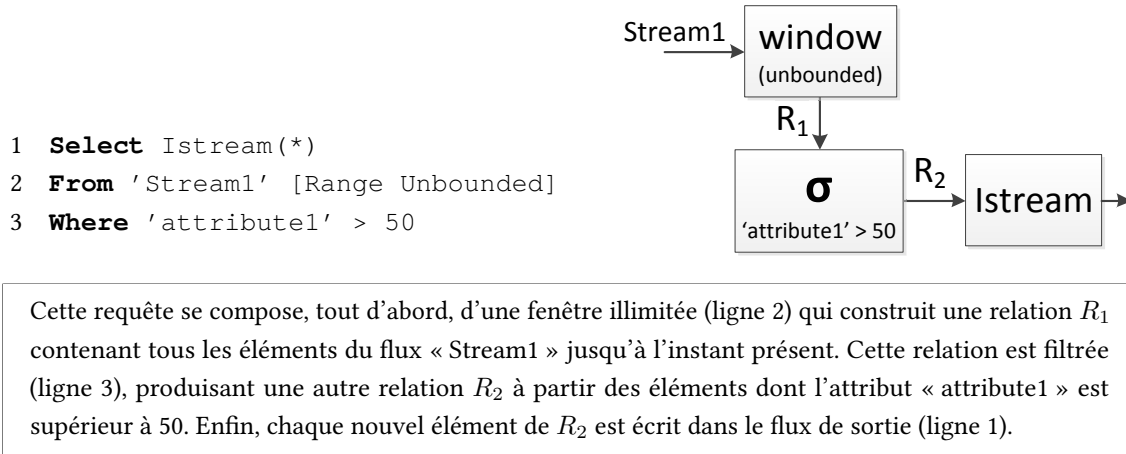 Stream1
window
(unbounded)
R1
1 Select Istream(*)
2 From 'Stream1' [Range Unbounded]
3 Where 'attribute1' > 50
σ
'attribute1' > 50
R2
Istream
Cette requête se compose, tout d'abord, d'une fenêtre illimitée (ligne 2) qui construit une relation R1
contenant tous les éléments du flux « Stream1 » jusqu'à l'instant présent. Cette relation est filtrée
(ligne 3), produisant une autre relation R2 à partir des éléments dont l'attribut « attribute1 » est
supérieur à 50. Enfin, chaque nouvel élément de R2 est écrit dans le flux de sortie (ligne 1).